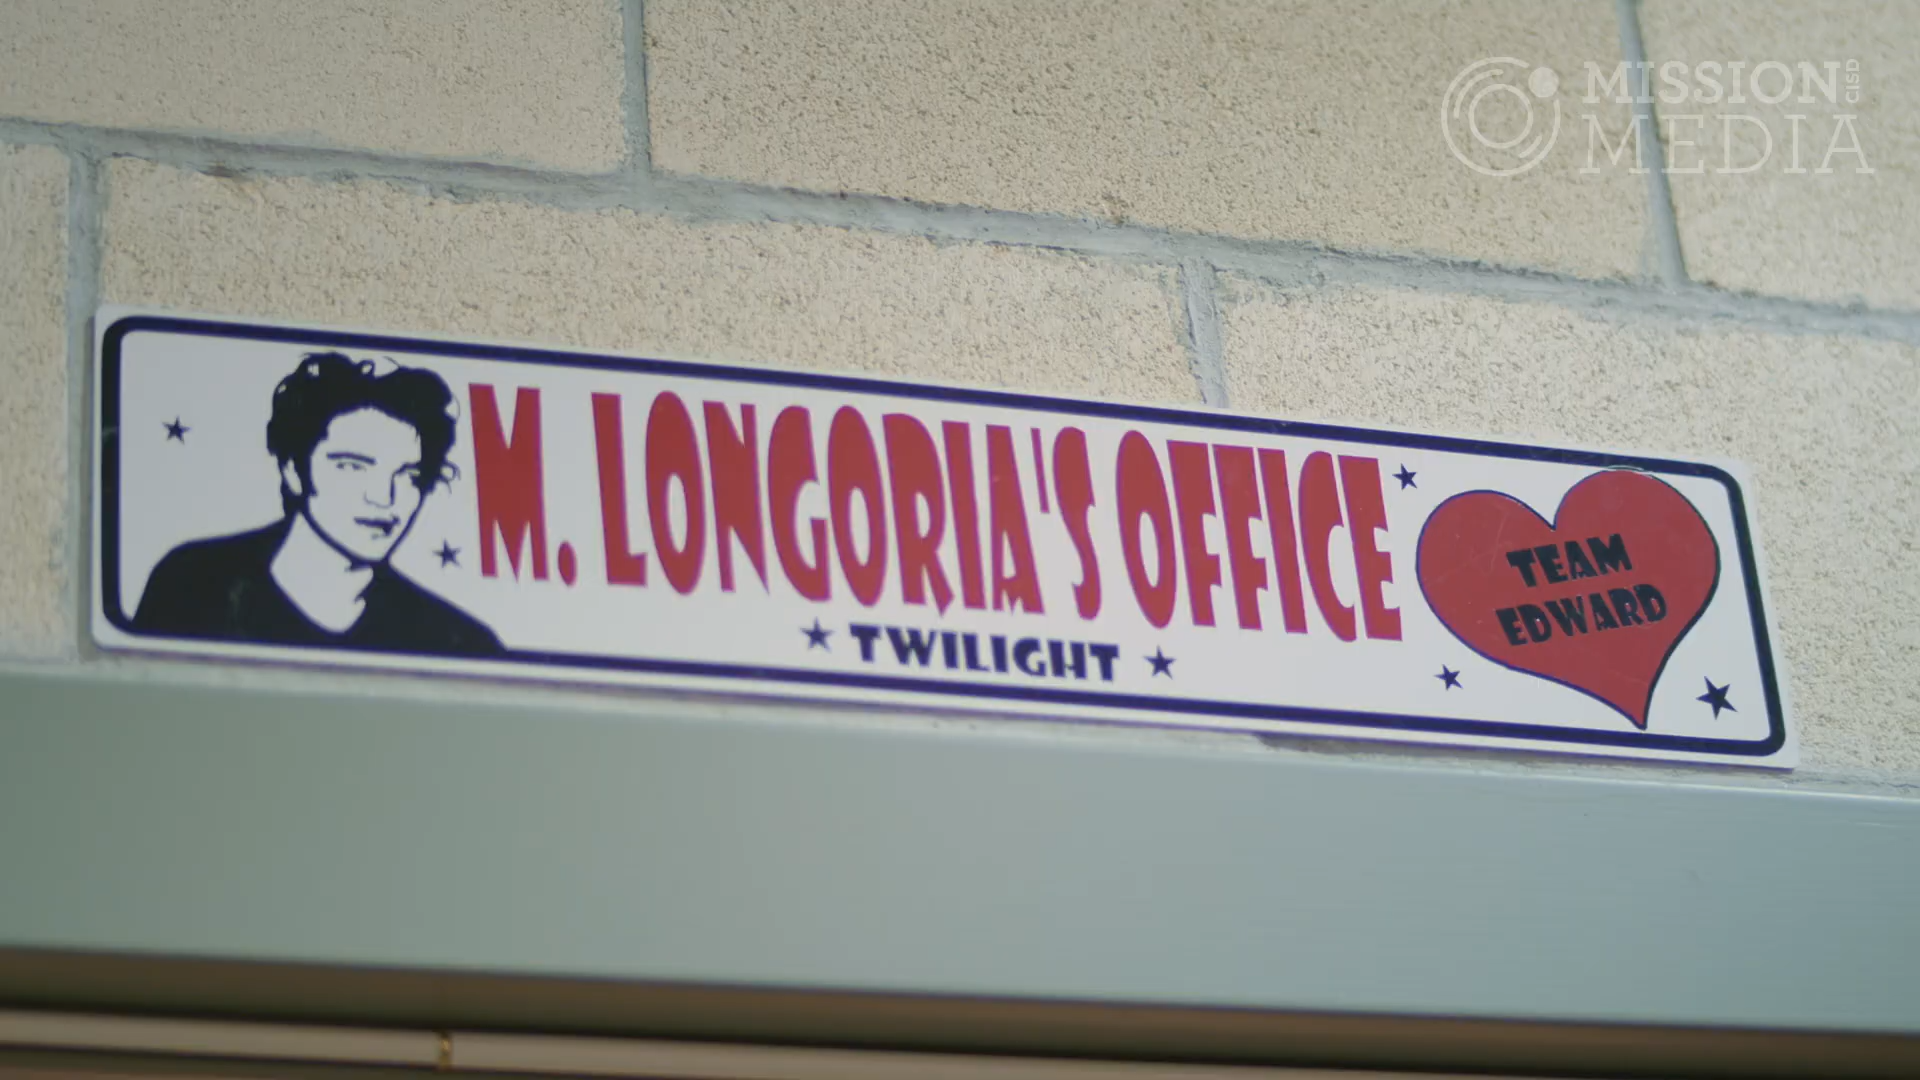 MISSION CISD
MEDIA
M. LONGORIA'S OFFICE
TWILIGHT
TEAM
EDWARD